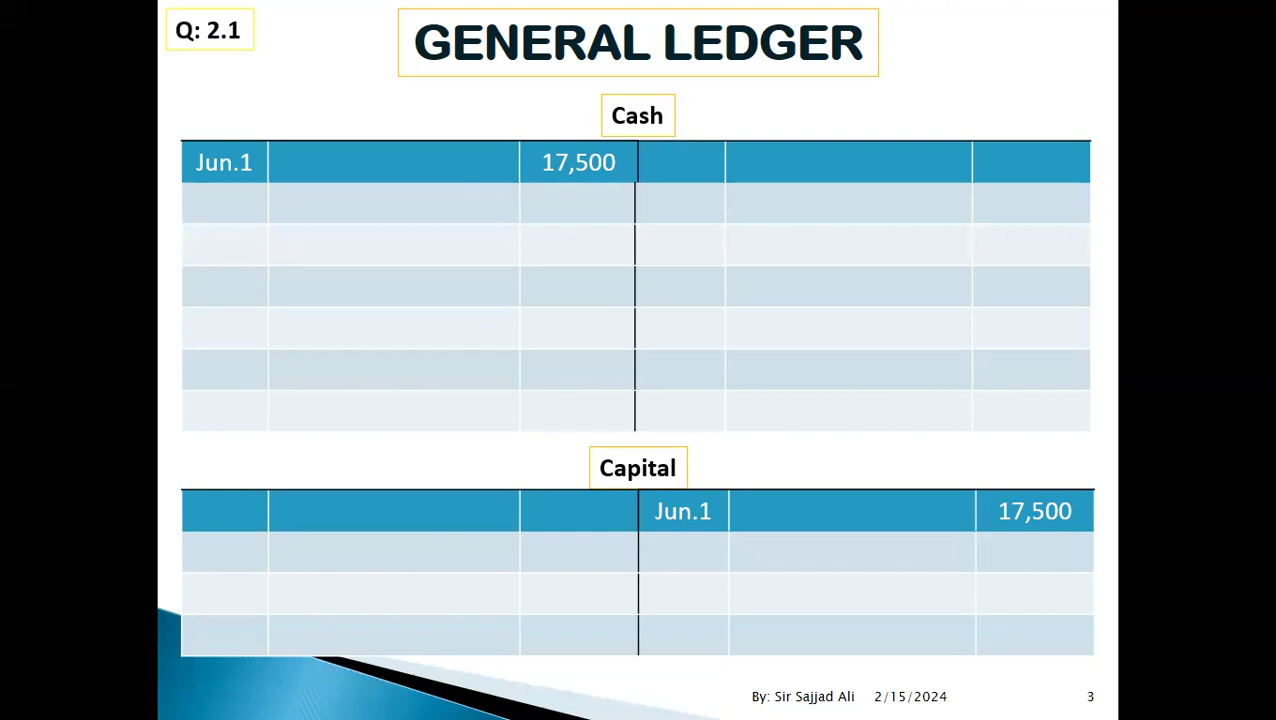 Q: 2.1
GENERAL LEDGER
Cash
Jun.1 17,500
Capital
Jun.1 17,500
By: Sir Sajjad Ali 2/15/2024 3